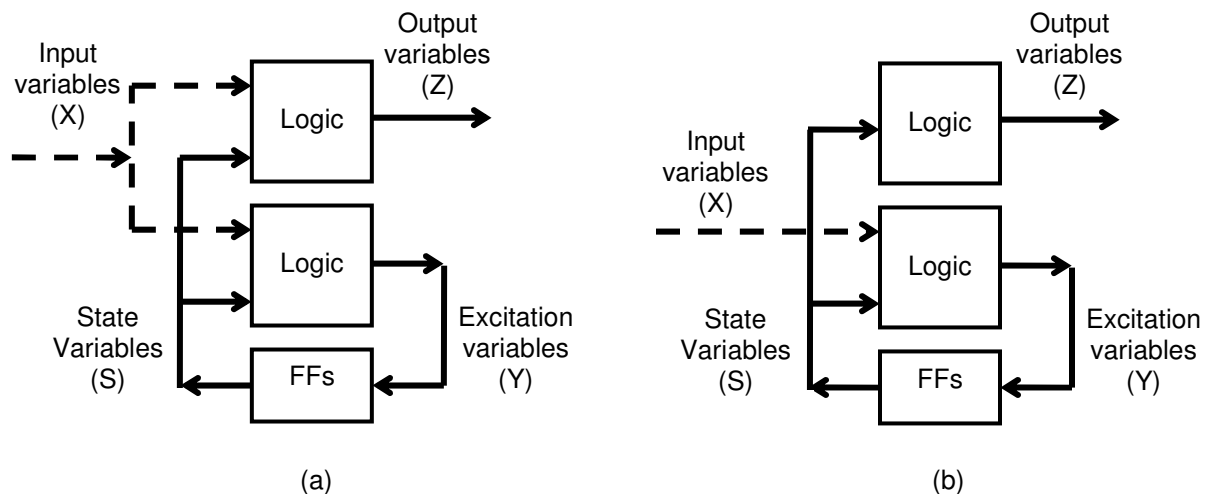 Input
variables
(X)
Output
variables
(Z)
Logic
Logic
State
Variables
(S)
Excitation
variables
(Y)
FFs
(a)
Input
variables
(X)
Output
variables
(Z)
Logic
Logic
State
Variables
(S)
Excitation
variables
(Y)
FFs
(b)